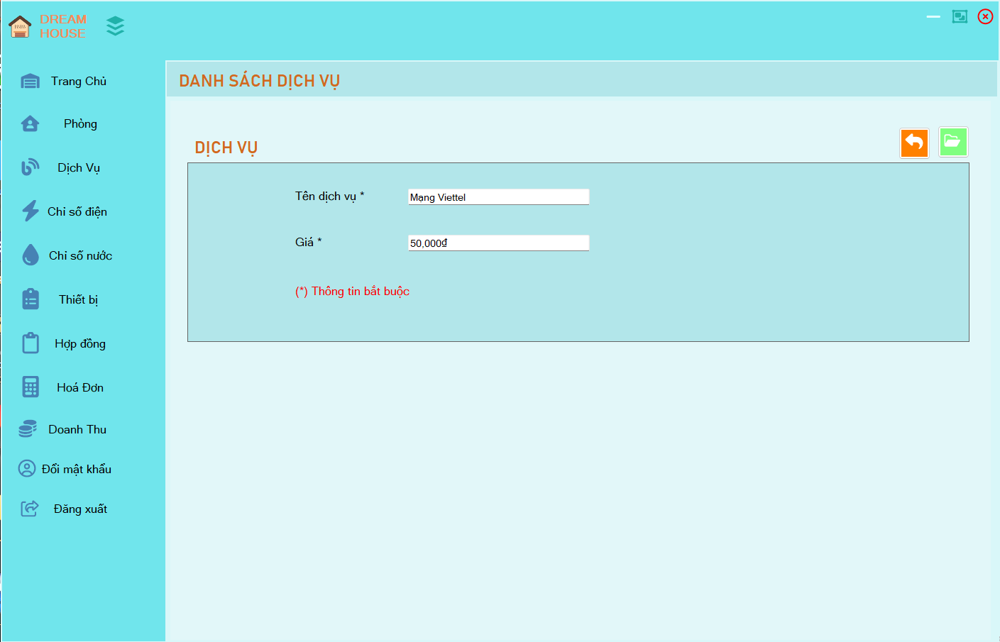 DREAM
HOUSE
Trang Chủ
Phòng
Dịch Vụ
Chỉ số điện
Chỉ số nước
Thiết bị
Hợp đồng
Hoá Đơn
Doanh Thu
Đổi mật khẩu
Đăng xuất
DANH SÁCH DỊCH VỤ
DỊCH VỤ
Tên dịch vụ * Mạng Viettel
Giá * 50,000₫
(*) Thông tin bắt buộc